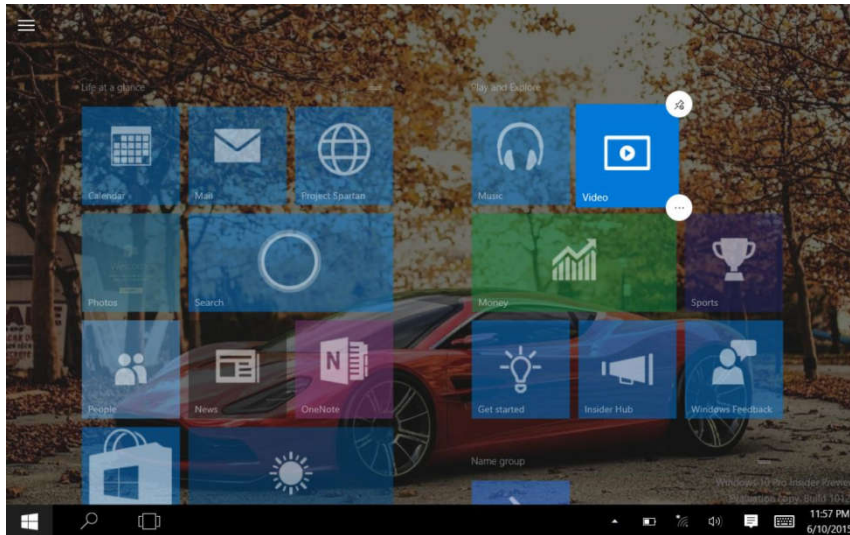 Life at a glance
Play and Explore
Calendar
Mail
Project Spartan
Music
Video
Photos
Search
Money
Sports
People
News
N
OneNote
Get started
Insider Hub
Windows Feedback
Name group
Windows 10 Pro Insider Preview
Evaluation copy. Build 101
11:57 PM
6/10/2015